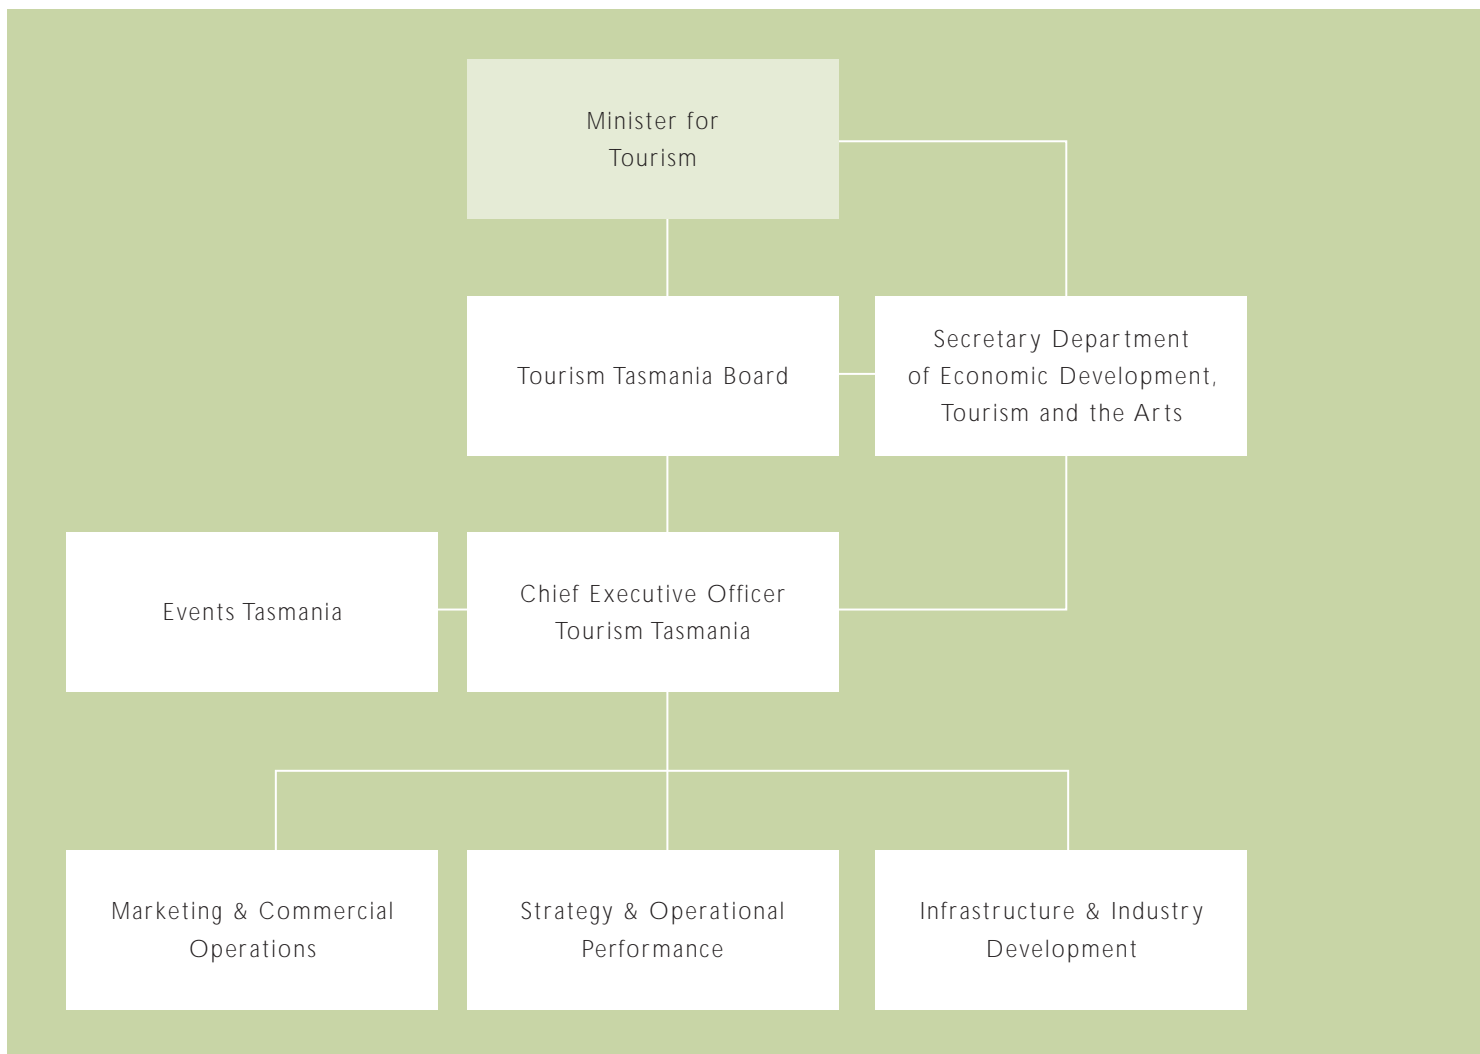 Minister for
Tourism
Tourism Tasmania Board
Secretary Department
of Economic Development,
Tourism and the Arts
Events Tasmania
Chief Executive Officer
Tourism Tasmania
Marketing & Commercial
Operations
Strategy & Operational
Performance
Infrastructure & Industry
Development